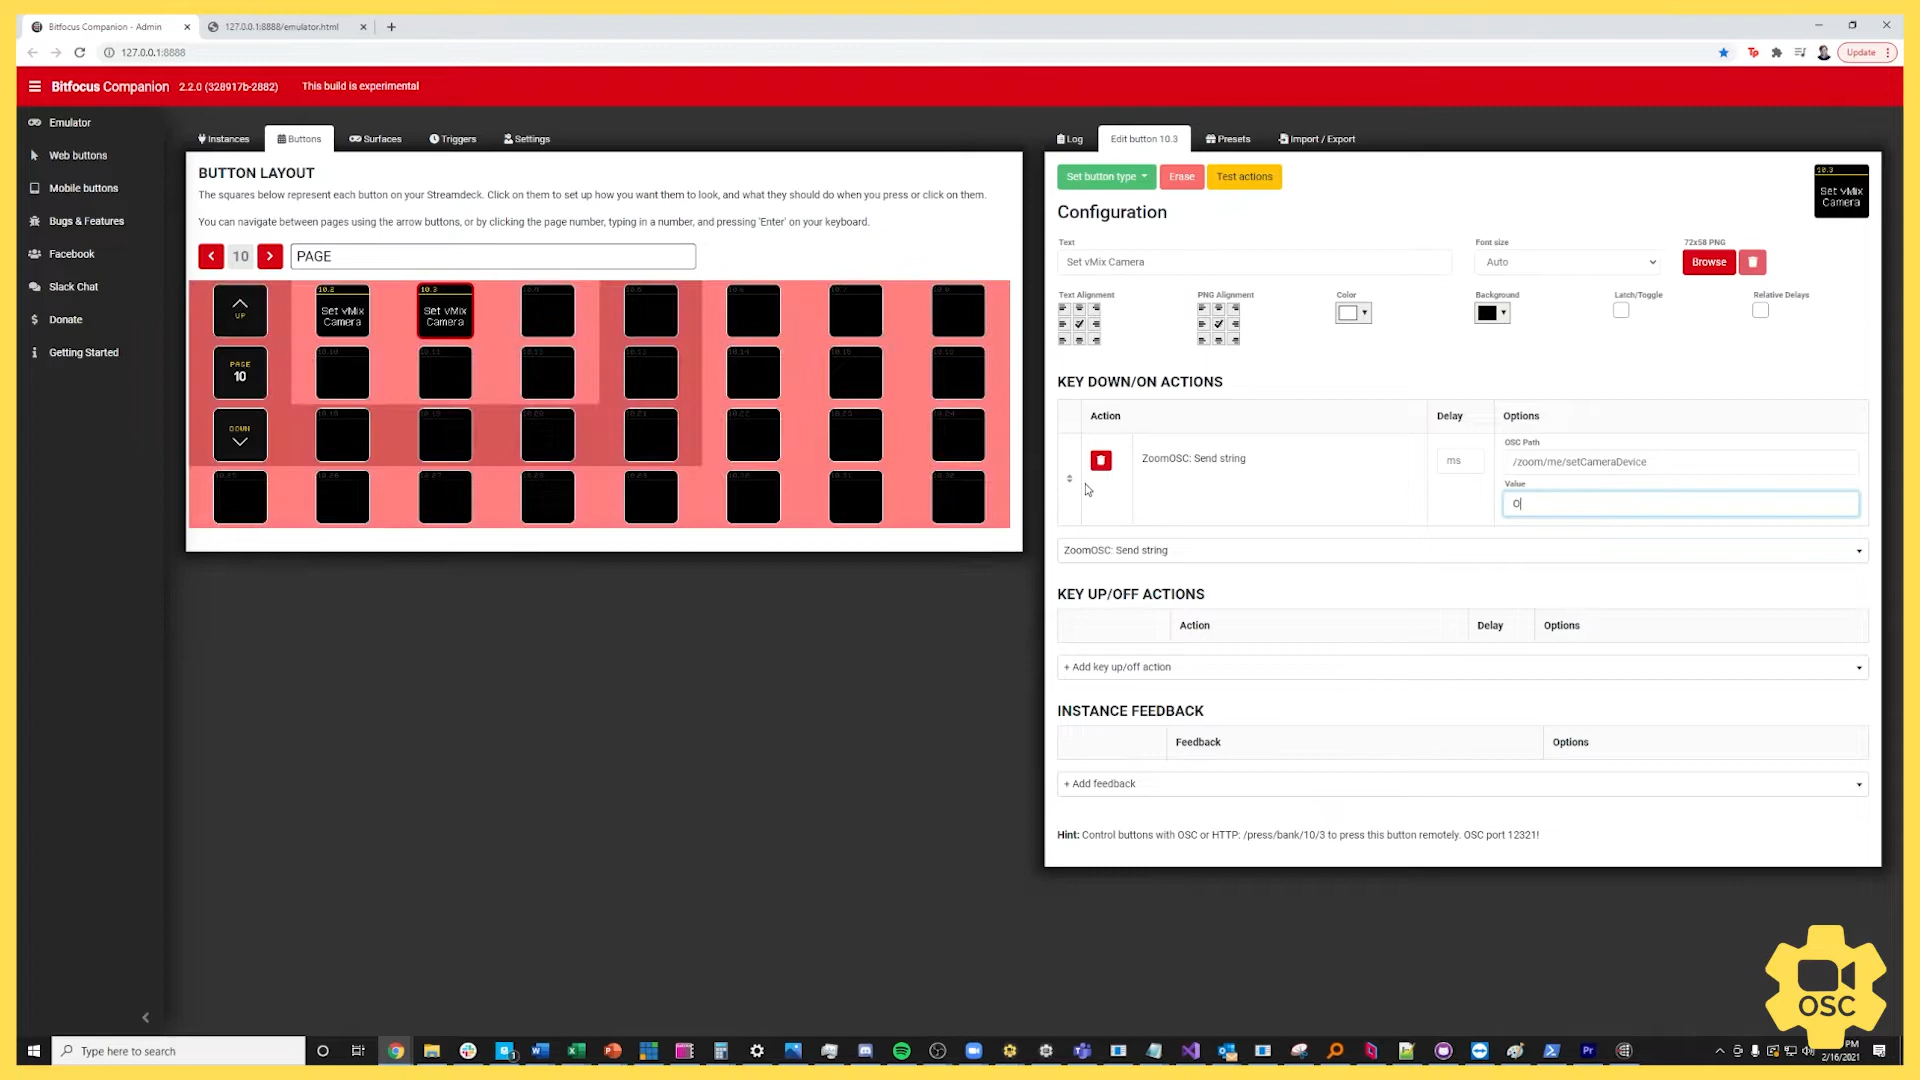 Bitfocus Companion - Admin
127.0.0.1:8888/emulator.html
127.0.0.1:8888
Update
Bitfocus Companion 2.2.0 (328917b-2882) This build is experimental
Emulator
Web buttons
Mobile buttons
Bugs & Features
Facebook
Slack Chat
Donate
Getting Started
Instances
Buttons
Surfaces
Triggers
Settings
BUTTON LAYOUT
The squares below represent each button on your Streamdeck. Click on them to set up how you want them to look, and what they should do when you press or click on them.
You can navigate between pages using the arrow buttons, or by clicking the page number, typing in a number, and pressing 'Enter' on your keyboard.
10
PAGE
UP
10.2
Set vMix
Camera
10.3
Set vMix
Camera
PAGE
10
DOWN
Log
Edit button 10.3
Presets
Import / Export
Set button type
Erase
Test actions
10.3
Set vMix
Camera
Configuration
Text
Set vMix Camera
Font size
Auto
72x58 PNG
Browse
Text Alignment
PNG Alignment
Color
Background
Latch/Toggle
Relative Delays
KEY DOWN/ON ACTIONS
Action
Delay
Options
ZoomOSC: Send string
ms
OSC Path
/zoom/me/setCameraDevice
Value
O
ZoomOSC: Send string
KEY UP/OFF ACTIONS
Action
Delay
Options
+ Add key up/off action
INSTANCE FEEDBACK
Feedback
Options
+ Add feedback
Hint: Control buttons with OSC or HTTP: /press/bank/10/3 to press this button remotely. OSC port 12321!
OSC
Type here to search
PM
2/16/2021